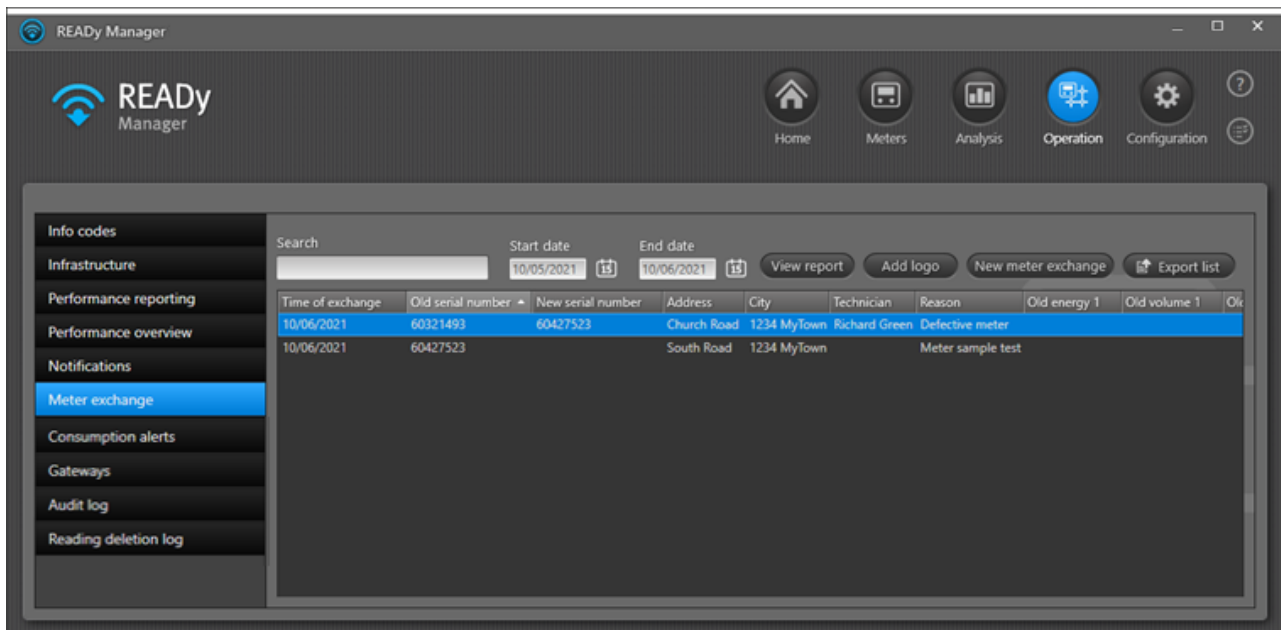 READy Manager
READy
Manager
Home Meters Analysis Operation Configuration
Info codes
Infrastructure
Performance reporting
Performance overview
Notifications
Meter exchange
Consumption alerts
Gateways
Audit log
Reading deletion log
Search Start date End date
10/05/2021 15 10/06/2021 15 View report Add logo New meter exchange Export list
Time of exchange Old serial number New serial number Address City Technician Reason Old energy 1 Old volume 1 Ol
10/06/2021 60321493 60427523 Church Road 1234 MyTown Richard Green Defective meter
10/06/2021 60427523 South Road 1234 MyTown Meter sample test